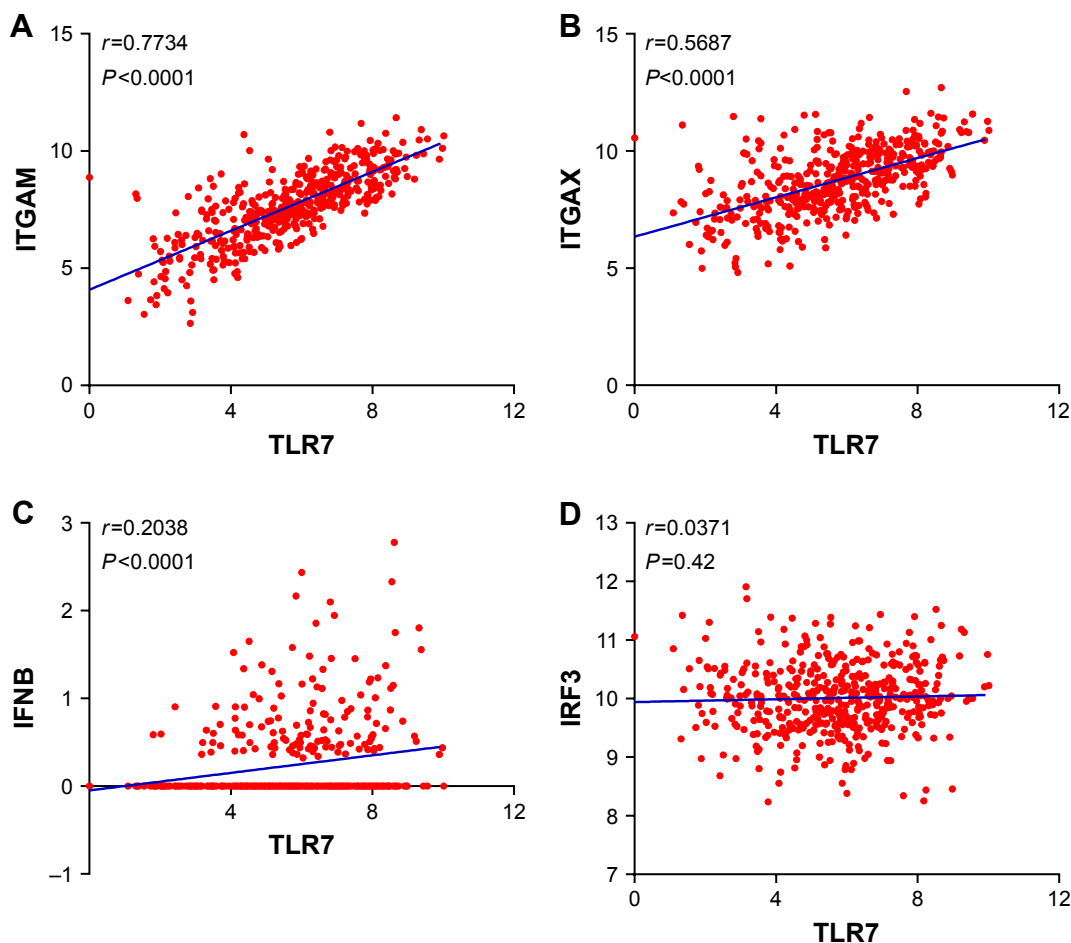 A
r=0.7734
P<0.0001
ITGAM
15
10
5
0
0
4
8
12
TLR7
B
r=0.5687
P<0.0001
ITGAX
15
10
5
0
0
4
8
12
TLR7
C
r=0.2038
P<0.0001
IFNB
3
2
1
0
–1
4
8
12
TLR7
D
r=0.0371
P=0.42
IRF3
13
12
11
10
9
8
7
0
4
8
12
TLR7